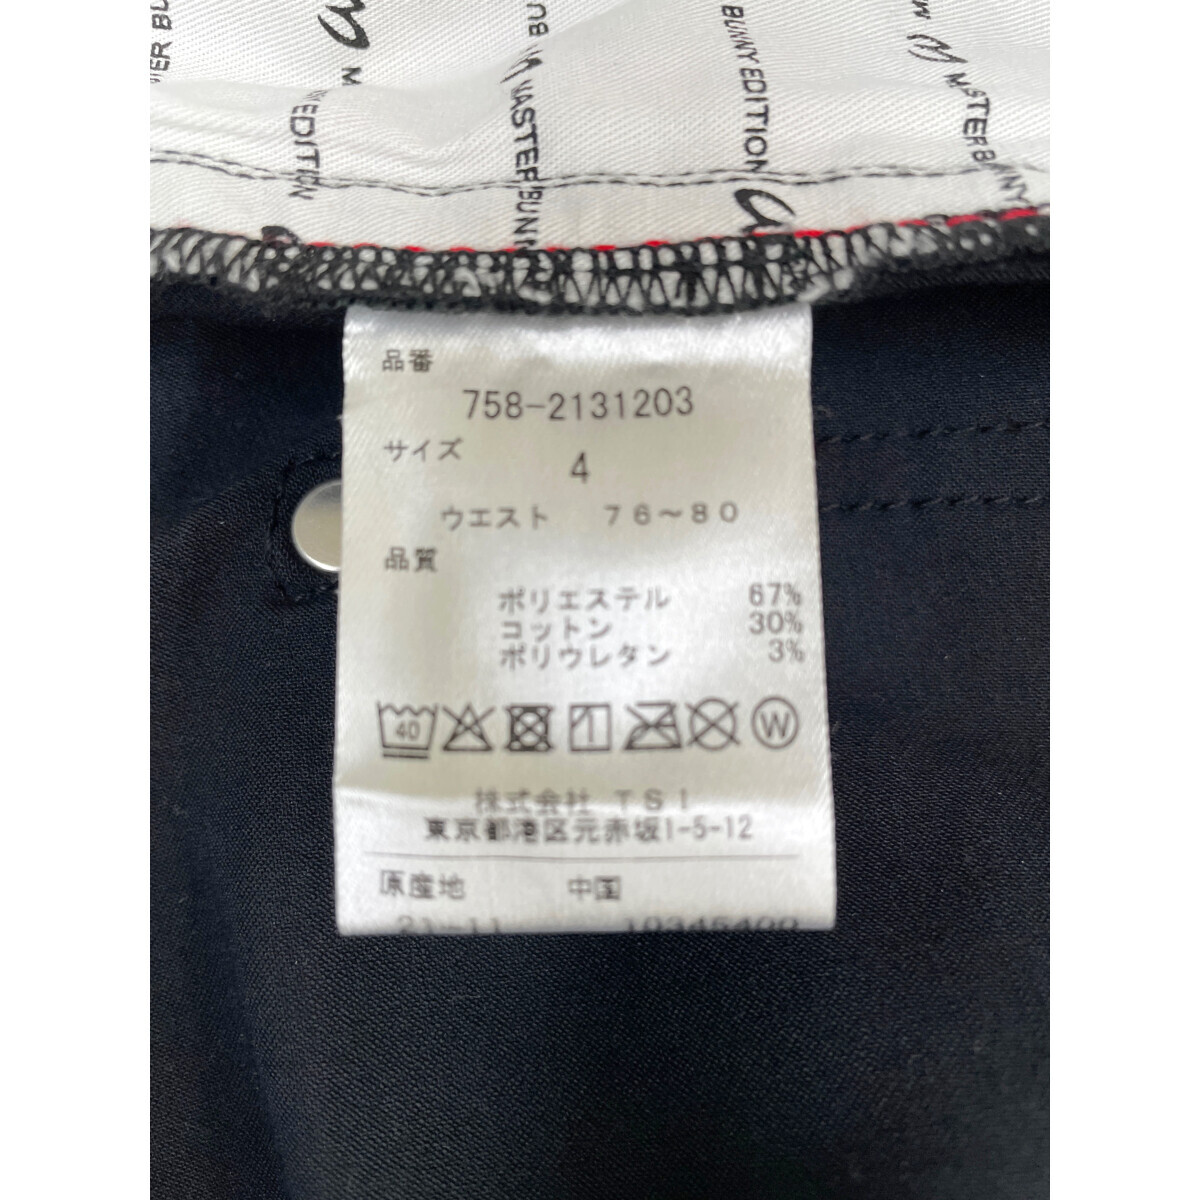 BUNNY EDITION
MASTER BUNNY
EDITION
MASTER BUNN
品番
758-2131203
サイズ
4
ウエスト 76~80
品質
ポリエステル 67%
コットン 30%
ポリウレタン 3%
40
W
株式会社 TSI
東京都港区元赤坂1-5-12
原産地 中国
21-11